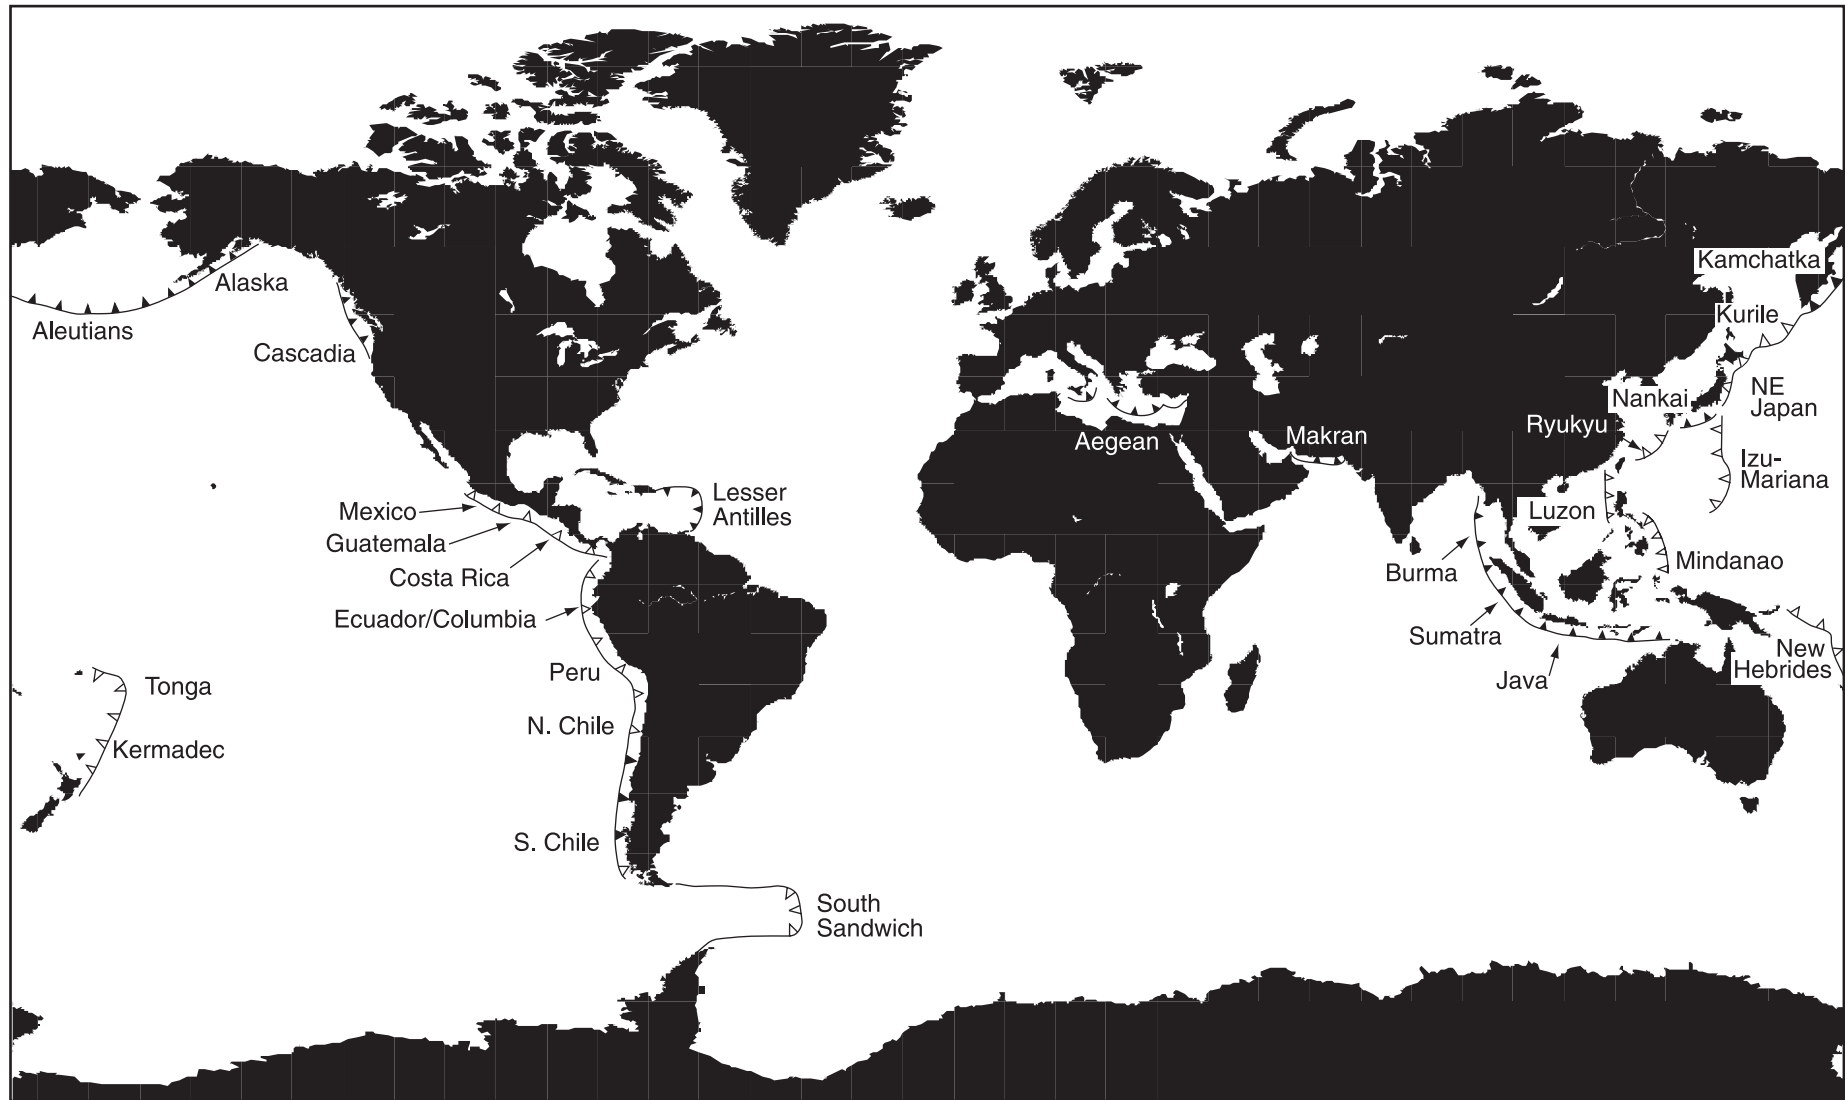 Kamchatka
Alaska
Aleutians
Kurile
Cascadia
NE
Japan
Nankai
Ryukyu
Aegean
Makran
Izu-
Mariana
Lesser
Antilles
Mexico
Luzon
Guatemala
Costa Rica
Burma
Mindanao
Ecuador/Columbia
Sumatra
New
Hebrides
Peru
Java
Tonga
N. Chile
Kermadec
S. Chile
South
Sandwich